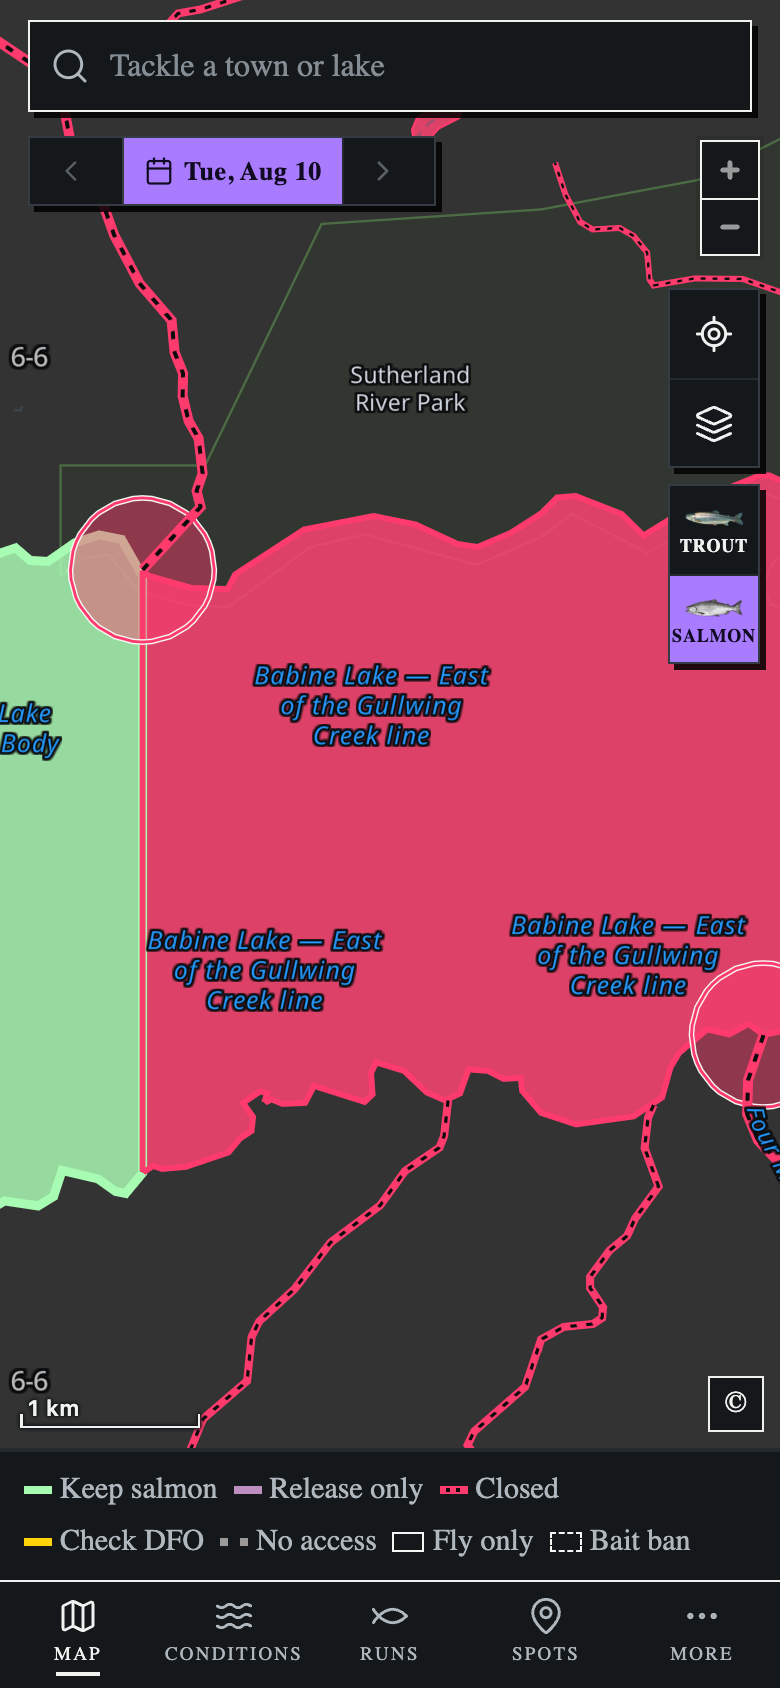 Tackle a town or lake
Tue, Aug 10
6-6
Sutherland
River Park
TROUT
SALMON
Babine Lake — East
of the Gullwing
Creek line
Lake
Body
Babine Lake — East
of the Gullwing
Creek line
Babine Lake — East
of the Gullwing
Creek line
Four
6-6
1 km
©
Keep salmon
Release only
Closed
Check DFO
No access
Fly only
Bait ban
MAP
CONDITIONS
RUNS
SPOTS
MORE